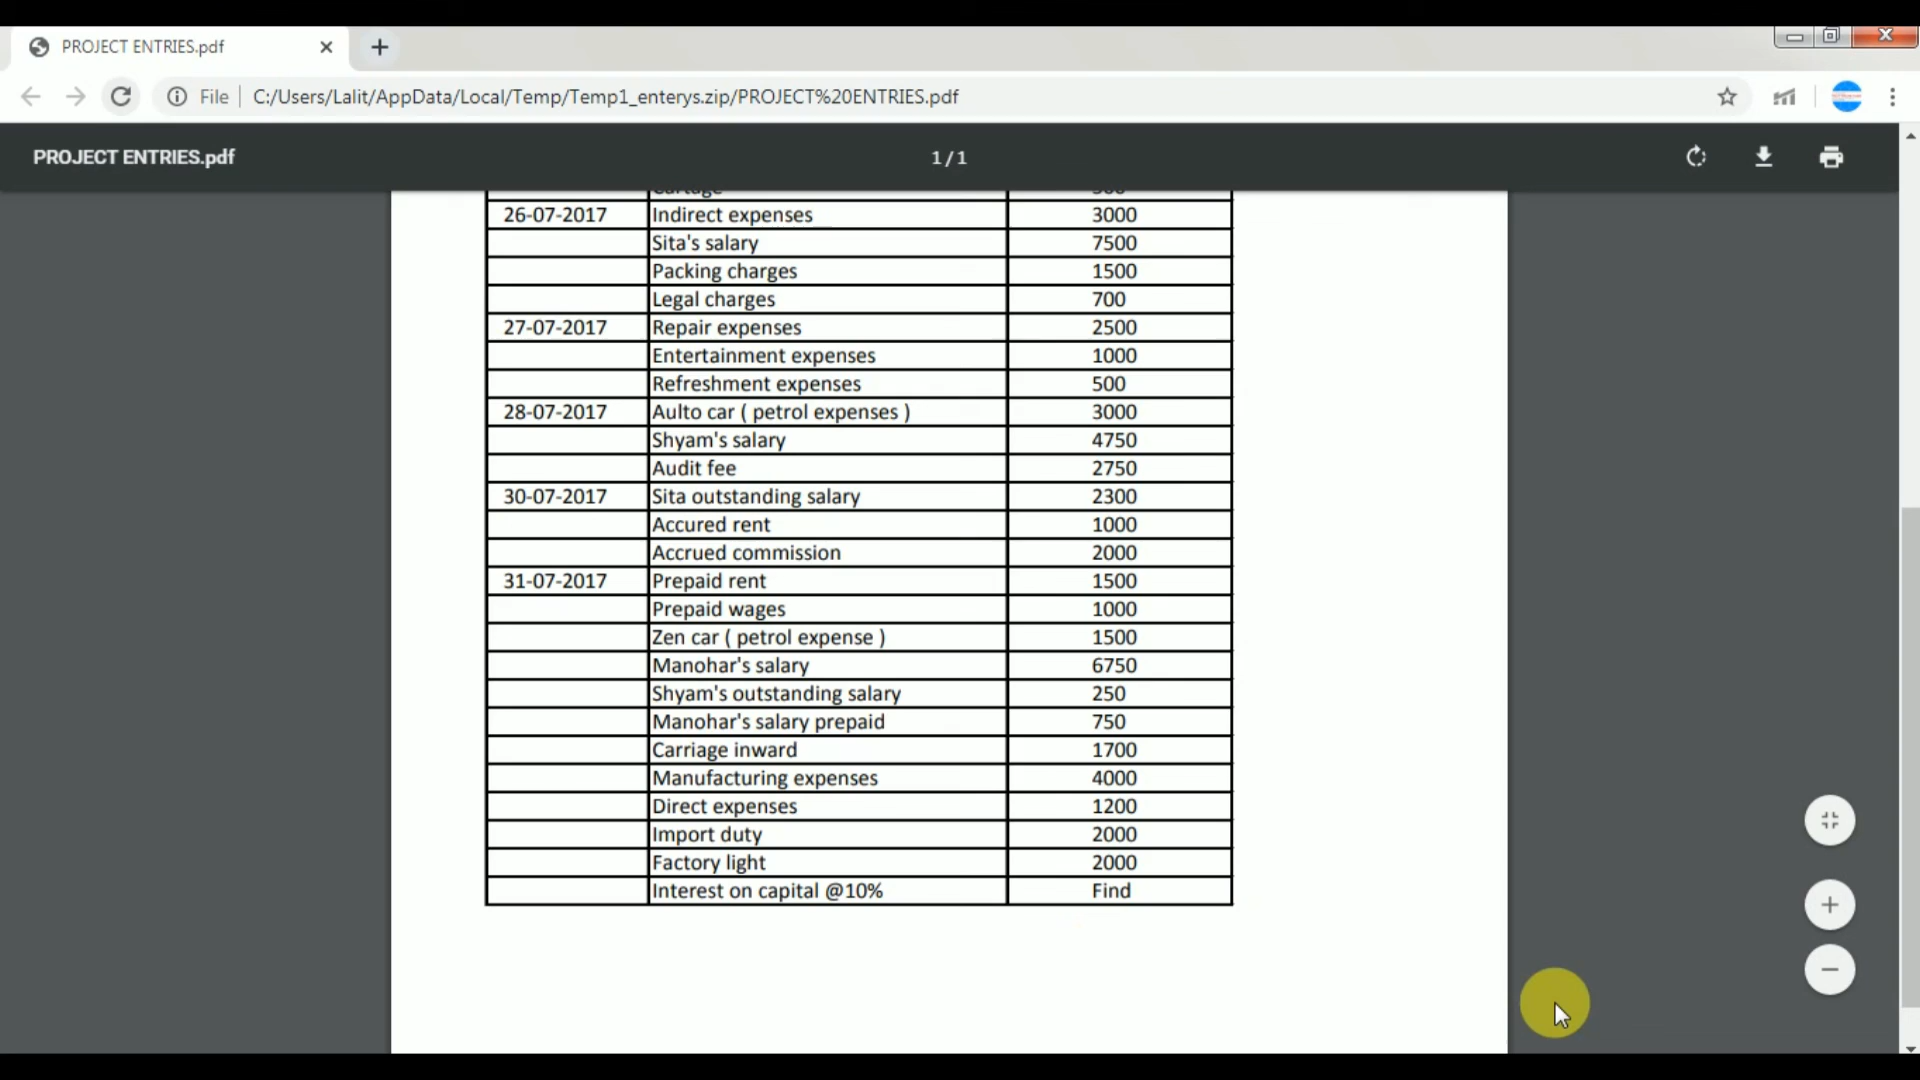 PROJECT ENTRIES.pdf
File C:/Users/Lalit/AppData/Local/Temp/Temp1_enterys.zip/PROJECT%20ENTRIES.pdf
PROJECT ENTRIES.pdf 1 / 1
26-07-2017 Indirect expenses 3000
Sita's salary 7500
Packing charges 1500
Legal charges 700
27-07-2017 Repair expenses 2500
Entertainment expenses 1000
Refreshment expenses 500
28-07-2017 Aulto car ( petrol expenses ) 3000
Shyam's salary 4750
Audit fee 2750
30-07-2017 Sita outstanding salary 2300
Accured rent 1000
Accrued commission 2000
31-07-2017 Prepaid rent 1500
Prepaid wages 1000
Zen car ( petrol expense ) 1500
Manohar's salary 6750
Shyam's outstanding salary 250
Manohar's salary prepaid 750
Carriage inward 1700
Manufacturing expenses 4000
Direct expenses 1200
Import duty 2000
Factory light 2000
Interest on capital @10% Find